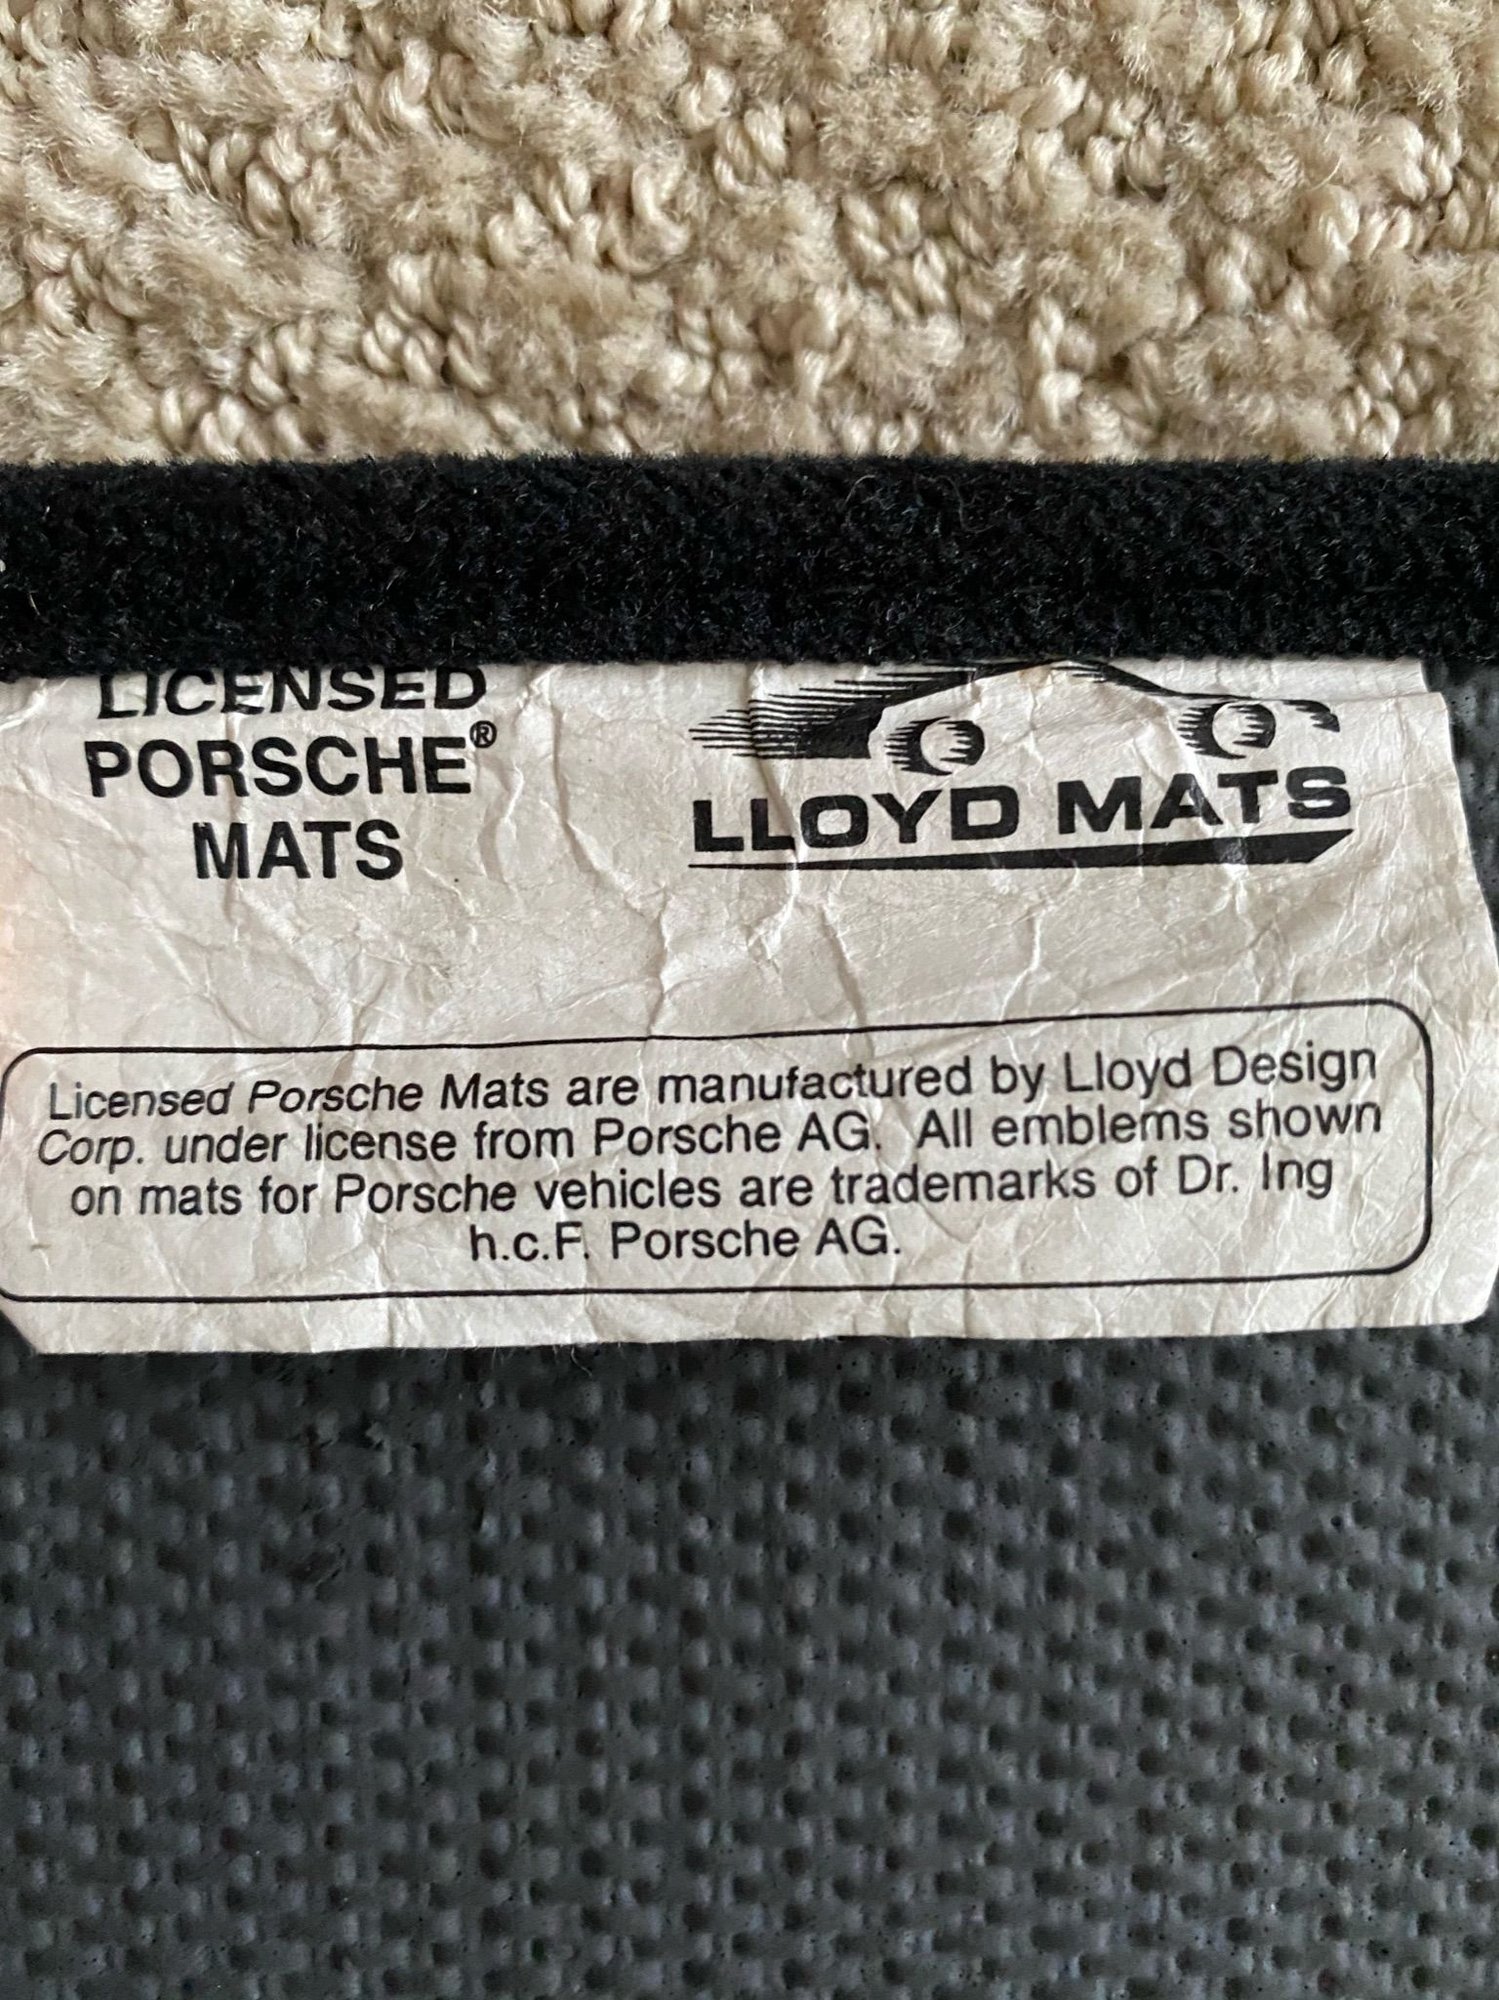 LICENSED
PORSCHE®
MATS
LLOYD MATS
Licensed Porsche Mats are manufactured by Lloyd Design
Corp. under license from Porsche AG.  All emblems shown
on mats for Porsche vehicles are trademarks of Dr. Ing
h.c.F. Porsche AG.